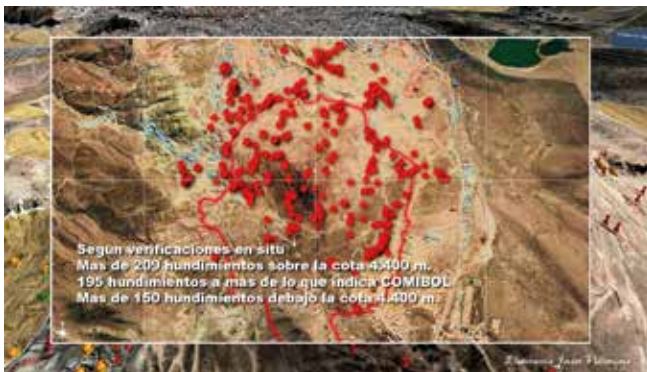 Según verificaciones en situ
Mas de 209 hundimientos sobre la cota 4.400 m.
195 hundimientos a mas de lo que indica COMIBOL
Mas de 150 hundimientos debajo la cota 4.400 m.